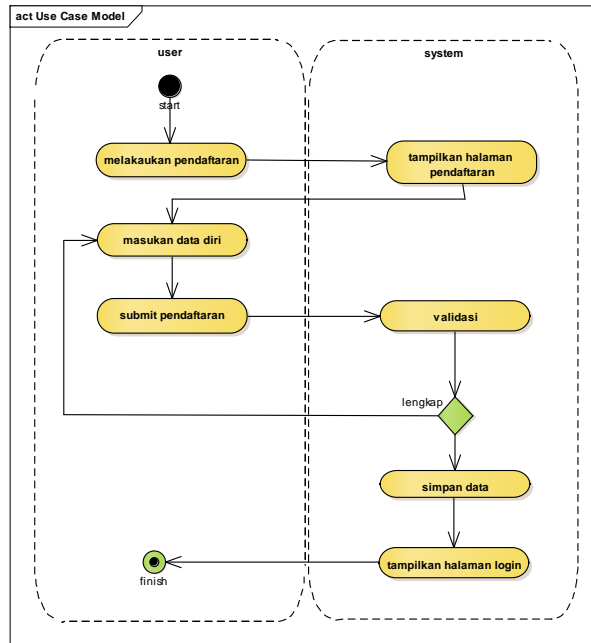 act Use Case Model
user
system
start
melakaukan pendaftaran
tampilkan halaman
pendaftaran
masukan data diri
submit pendaftaran
validasi
lengkap
simpan data
tampilkan halaman login
finish